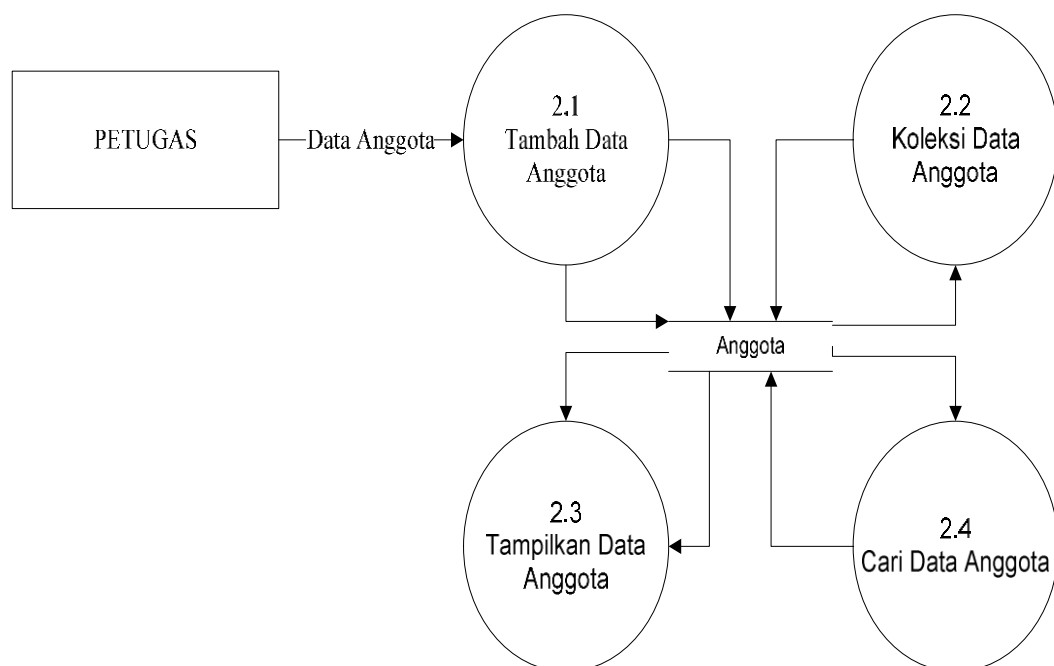 PETUGAS
Data Anggota
2.1
Tambah Data
Anggota
2.2
Koleksi Data
Anggota
Anggota
2.3
Tampilkan Data
Anggota
2.4
Cari Data Anggota